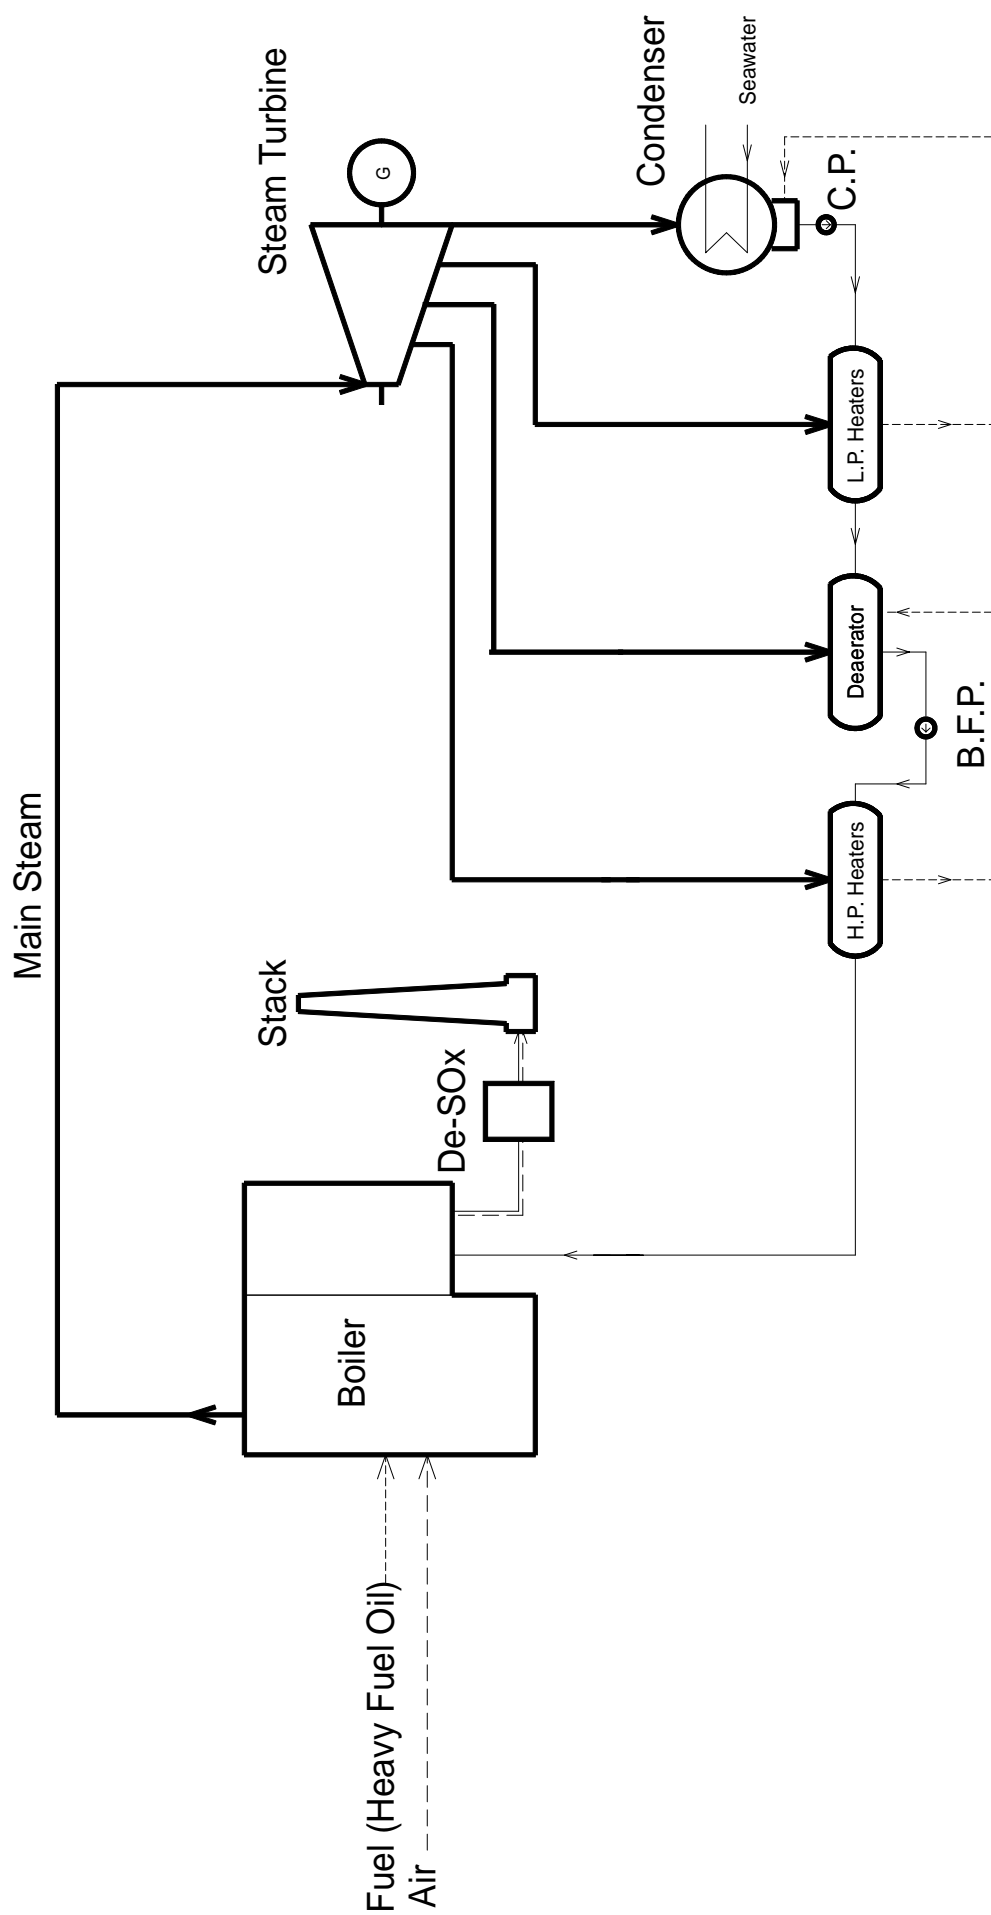 Main Steam
Fuel (Heavy Fuel Oil)
Air
Boiler
De-SOx
Stack
Steam Turbine
G
Condenser
Seawater
C.P.
L.P. Heaters
Deaerator
B.F.P.
H.P. Heaters